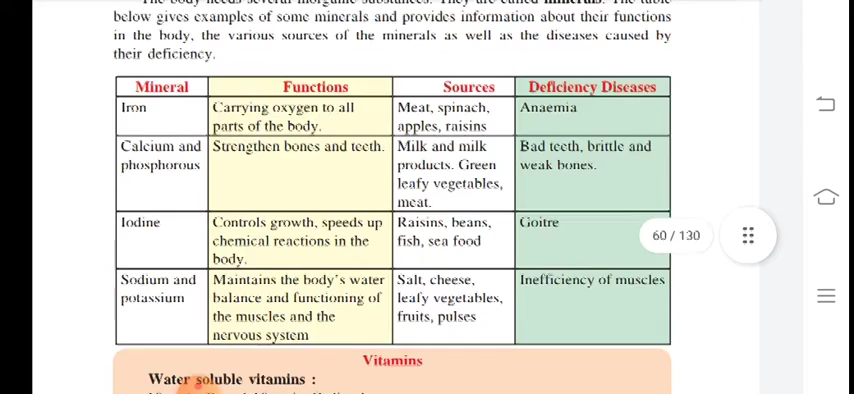 below gives examples of some minerals and provides information about their functions
in the body, the various sources of the minerals as well as the diseases caused by
their deficiency.
Mineral Functions Sources Deficiency Diseases
Iron Carrying oxygen to all Meat, spinach, Anaemia
parts of the body. apples, raisins
Calcium and Strengthen bones and teeth. Milk and milk Bad teeth, brittle and
phosphorous products. Green weak bones.
leafy vegetables,
meat.
Iodine Controls growth, speeds up Raisins, beans, Goitre
chemical reactions in the fish, sea food
body.
60 / 130
Sodium and Maintains the body's water Salt, cheese, Inefficiency of muscles
potassium balance and functioning of leafy vegetables,
the muscles and the fruits, pulses
nervous system
Vitamins
Water soluble vitamins :